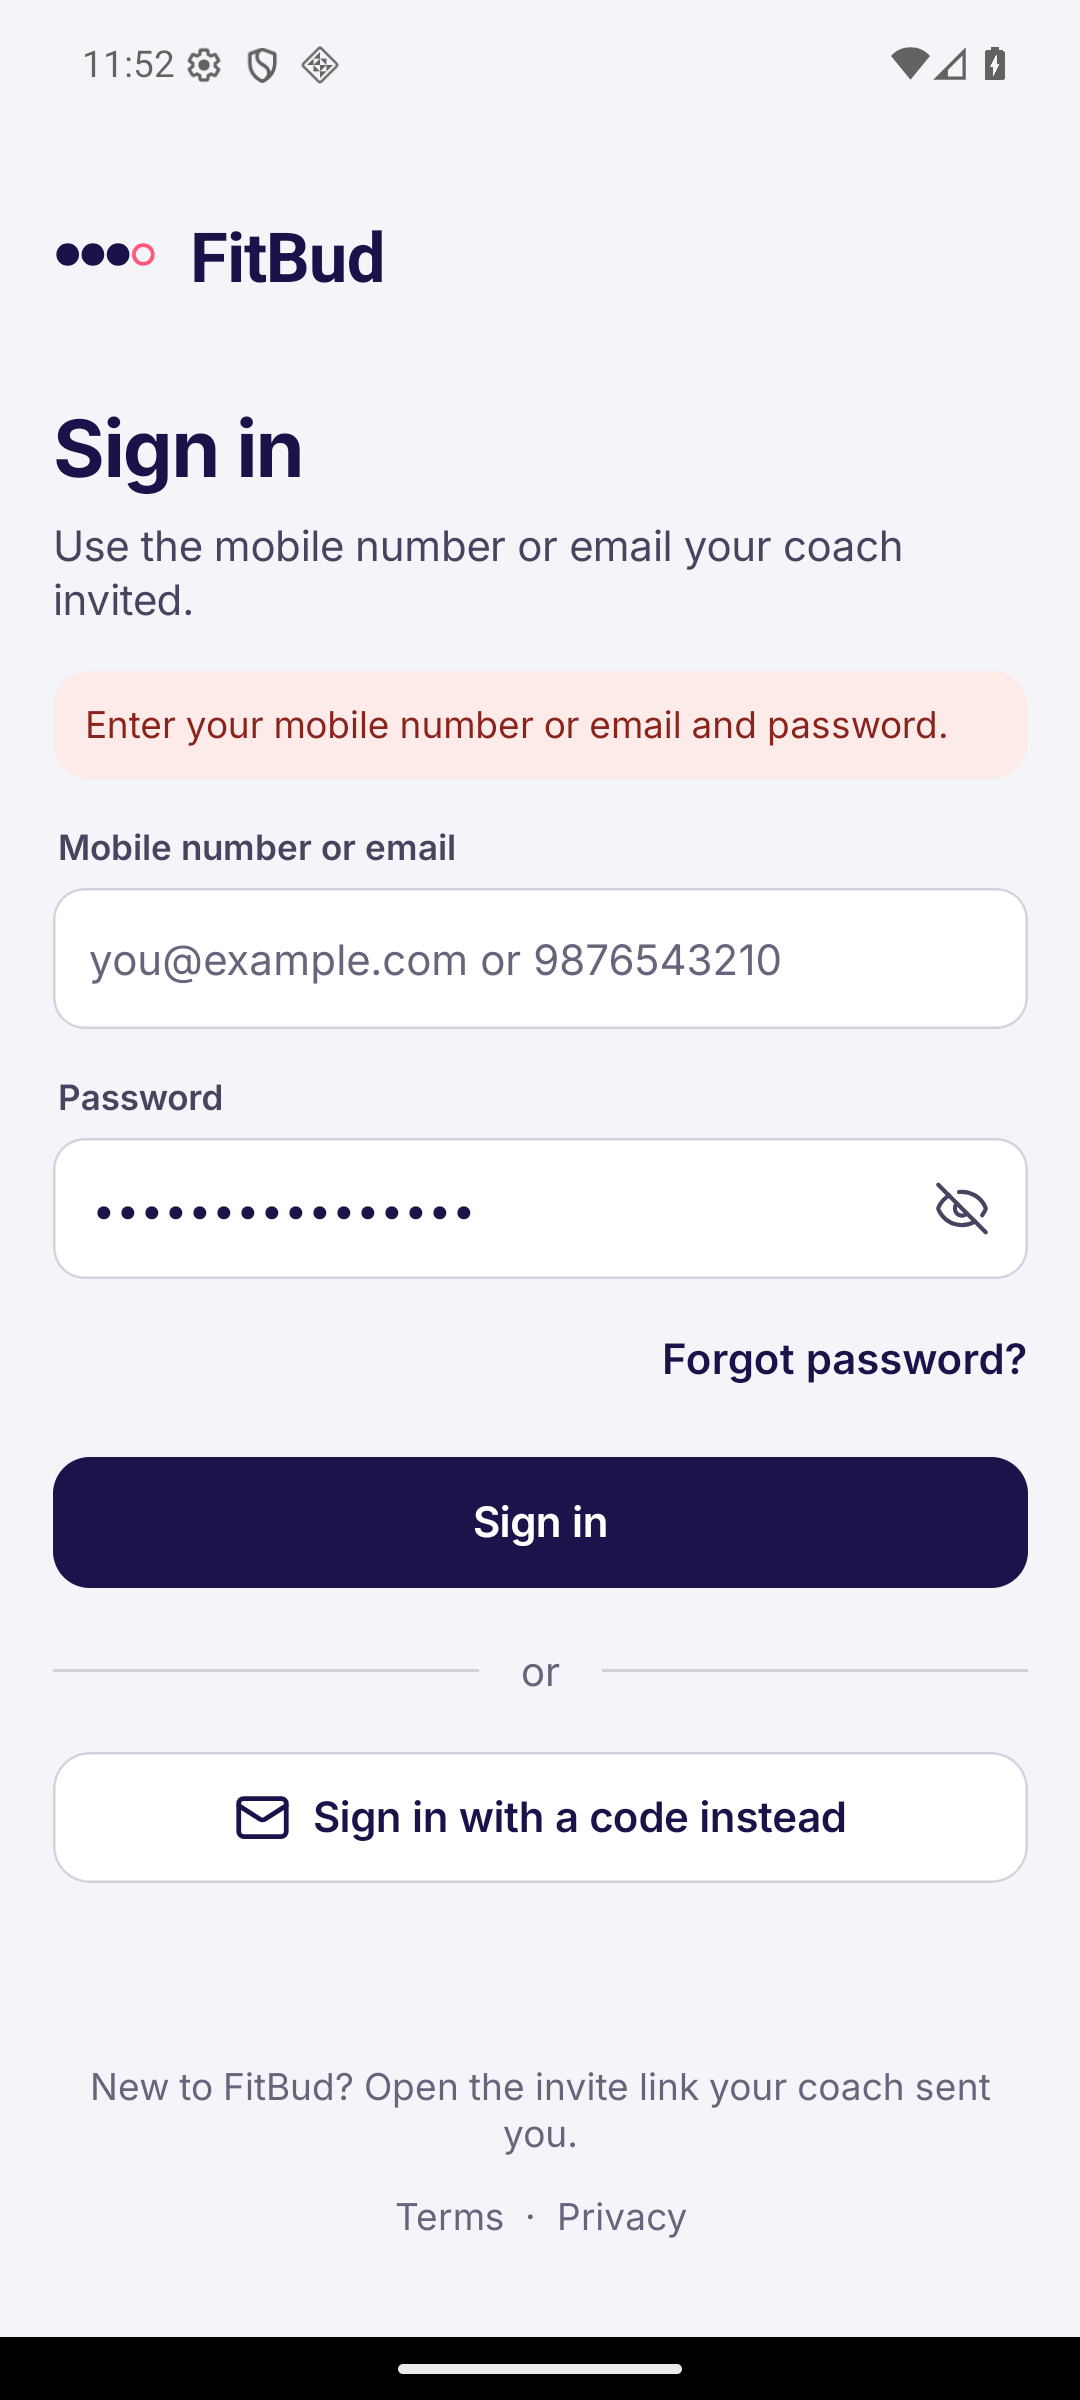 11:52
FitBud
Sign in
Use the mobile number or email your coach
invited.
Enter your mobile number or email and password.
Mobile number or email
you@example.com or 9876543210
Password
••••••••••••••••
Forgot password?
Sign in
or
Sign in with a code instead
New to FitBud? Open the invite link your coach sent
you.
Terms · Privacy